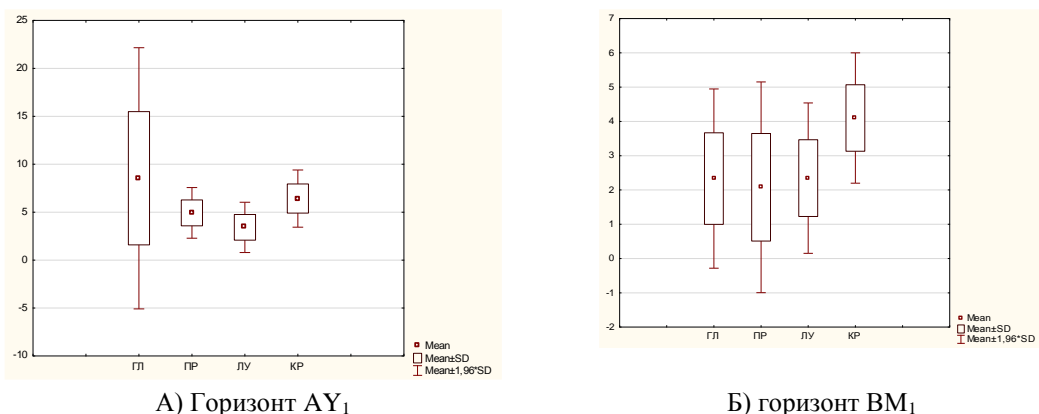 25
20
15
10
5
0
-5
-10
ГЛ ПР ЛУ КР
Mean
Mean±SD
Mean±1,96*SD
А) Горизонт AY₁
7
6
5
4
3
2
1
0
-1
-2
ГЛ ПР ЛУ КР
Mean
Mean±SD
Mean±1,96*SD
Б) горизонт BM₁